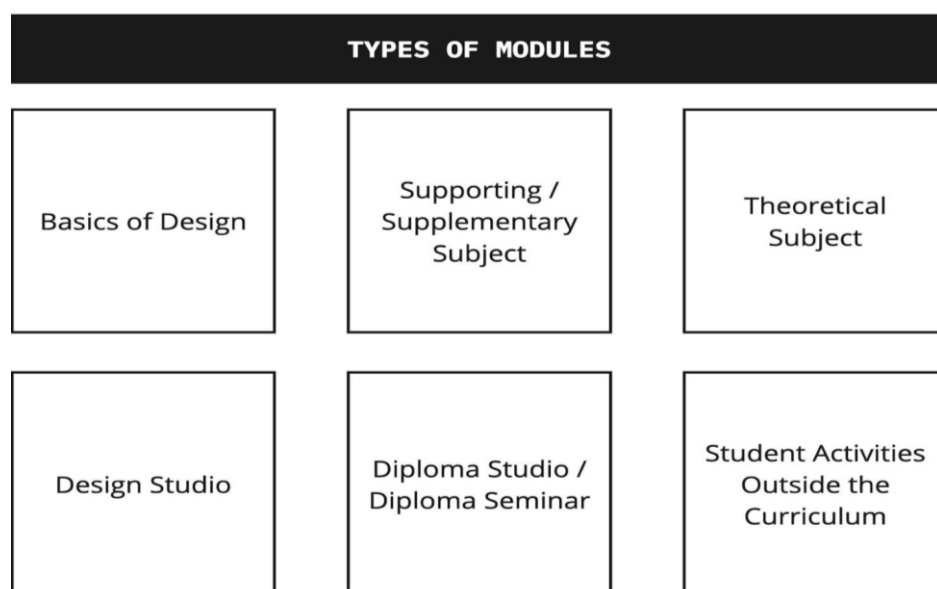 TYPES OF MODULES
Basics of Design
Supporting /
Supplementary
Subject
Theoretical
Subject
Design Studio
Diploma Studio /
Diploma Seminar
Student Activities
Outside the
Curriculum